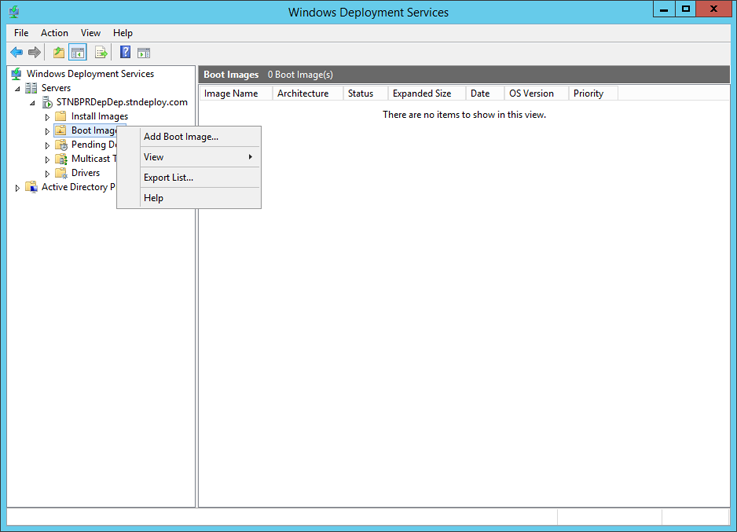 Windows Deployment Services
File Action View Help
Windows Deployment Services
Servers
STNBPRDepDep.stndeploy.com
Install Images
Boot Image
Pending De
Multicast T
Drivers
Active Directory P
Add Boot Image...
View
Export List...
Help
Boot Images 0 Boot Image(s)
Image Name Architecture Status Expanded Size Date OS Version Priority
There are no items to show in this view.